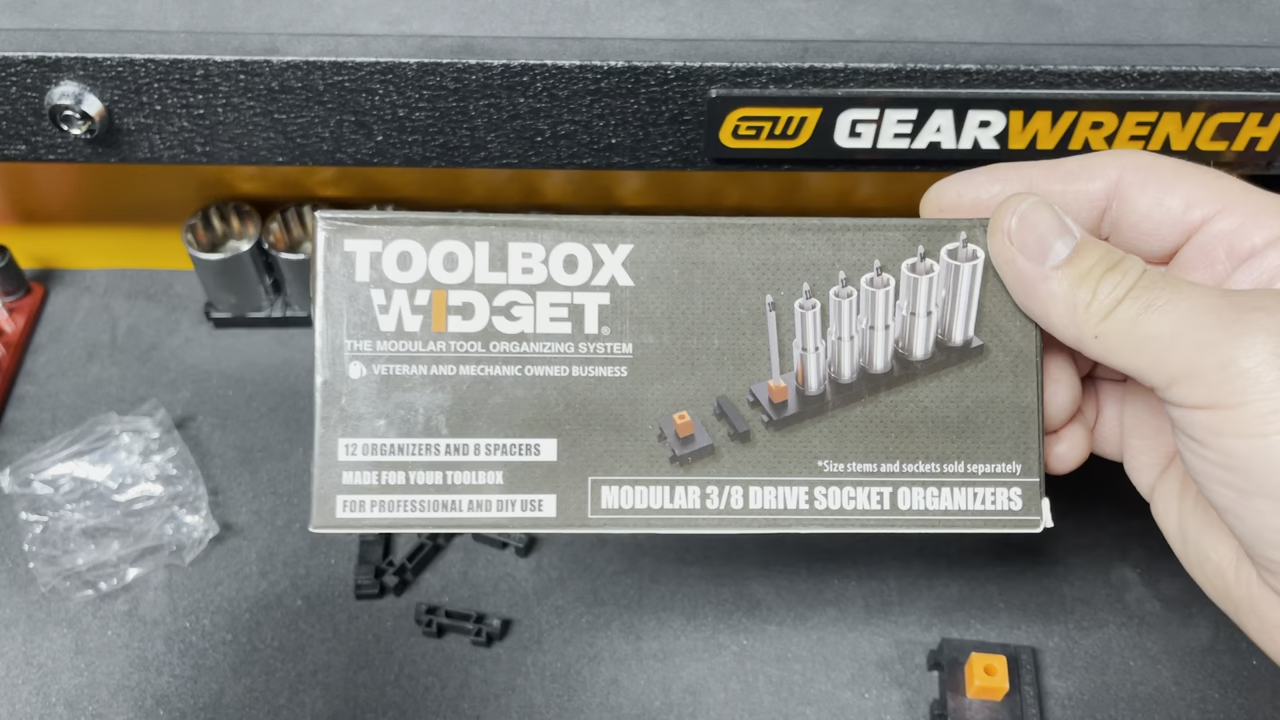 GW GEARWRENCH
TOOLBOX
WIDGET®
THE MODULAR TOOL ORGANIZING SYSTEM
VETERAN AND MECHANIC OWNED BUSINESS
12 ORGANIZERS AND 8 SPACERS
MADE FOR YOUR TOOLBOX
FOR PROFESSIONAL AND DIY USE
*Size stems and sockets sold separately
MODULAR 3/8 DRIVE SOCKET ORGANIZERS